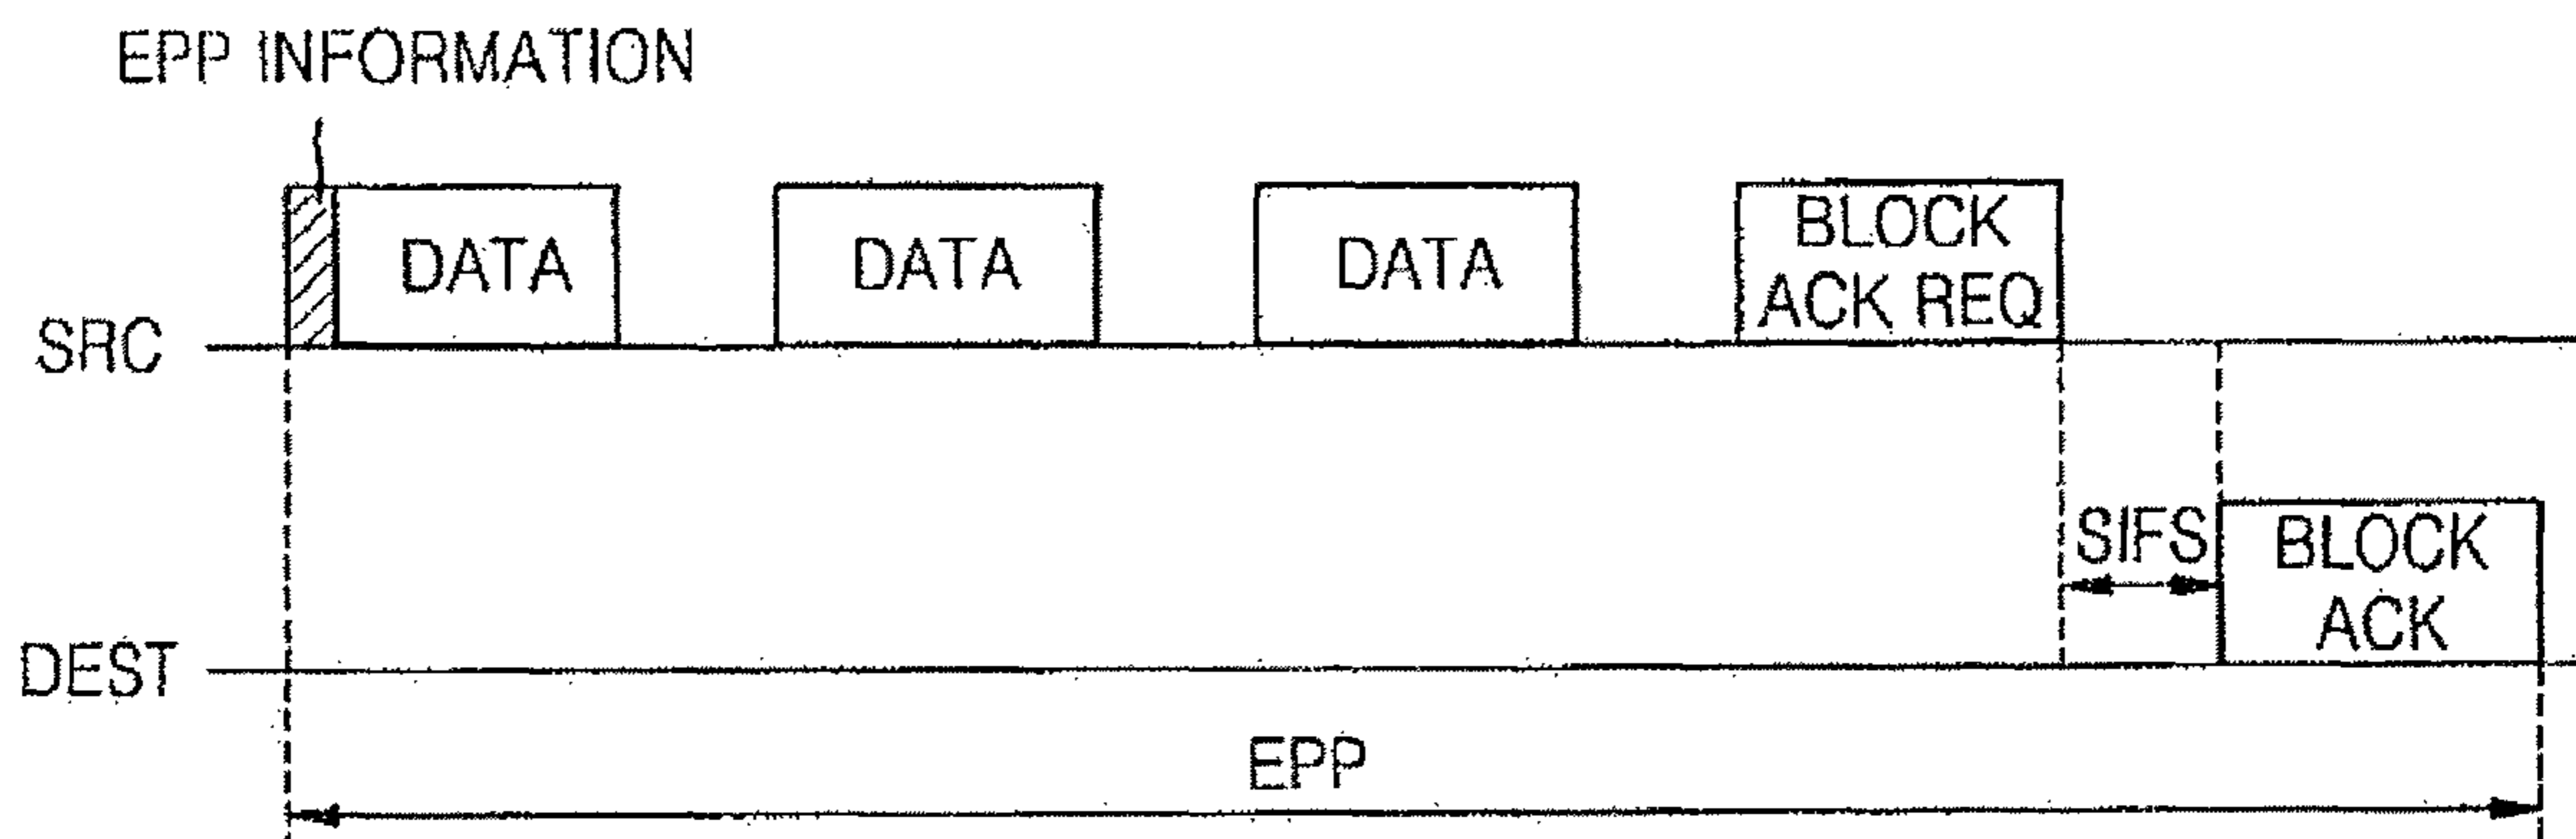 EPP INFORMATION
DATA
DATA
DATA
BLOCK
ACK REQ
SRC
SIFS
BLOCK
ACK
DEST
EPP